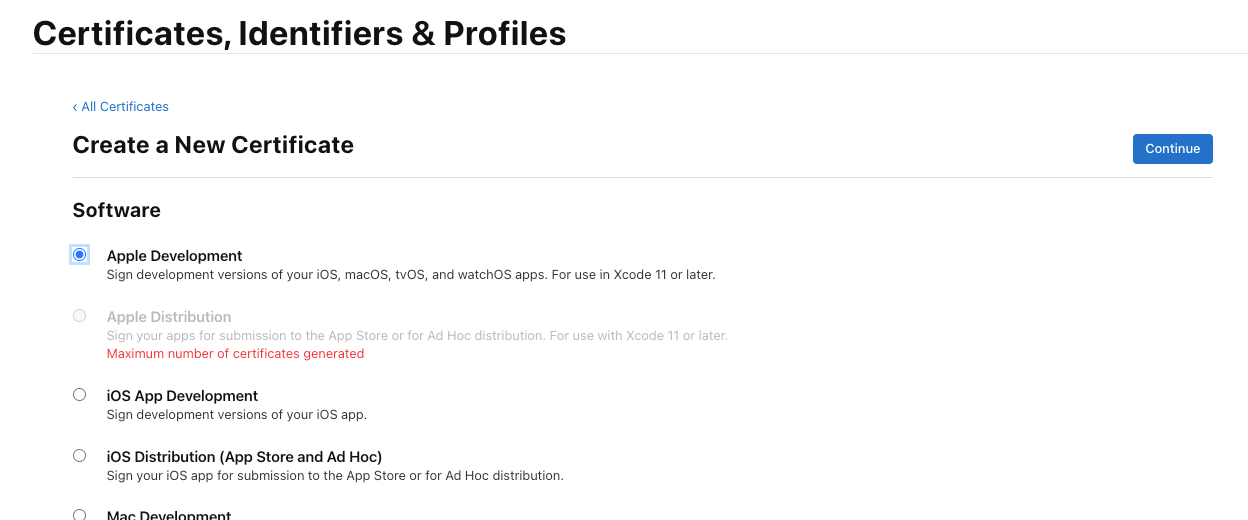 Certificates, Identifiers & Profiles
‹ All Certificates
Create a New Certificate
Continue
Software
Apple Development
Sign development versions of your iOS, macOS, tvOS, and watchOS apps. For use in Xcode 11 or later.
Apple Distribution
Sign your apps for submission to the App Store or for Ad Hoc distribution. For use with Xcode 11 or later.
Maximum number of certificates generated
iOS App Development
Sign development versions of your iOS app.
iOS Distribution (App Store and Ad Hoc)
Sign your iOS app for submission to the App Store or for Ad Hoc distribution.
Mac Development